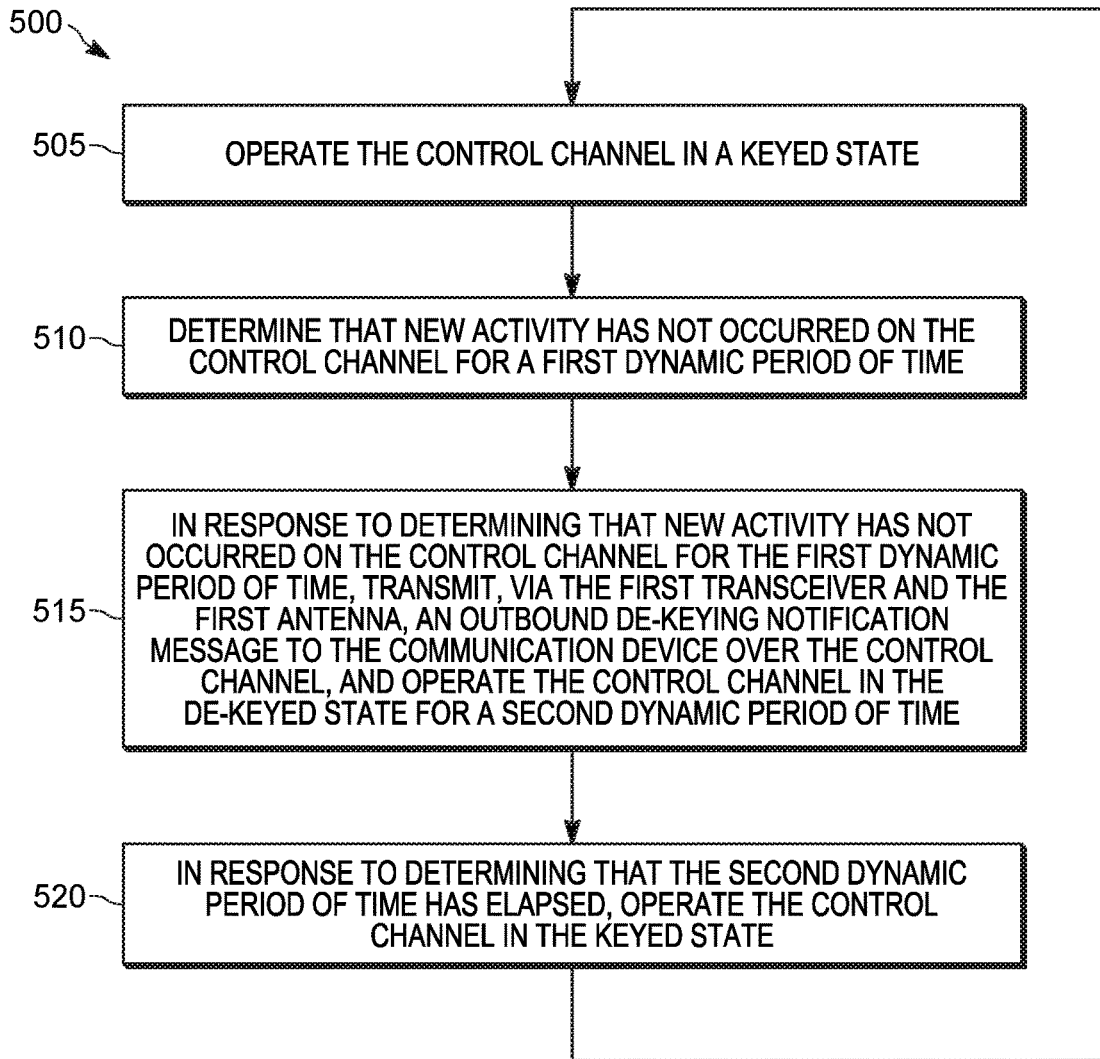 500
505
OPERATE THE CONTROL CHANNEL IN A KEYED STATE
510
DETERMINE THAT NEW ACTIVITY HAS NOT OCCURRED ON THE
CONTROL CHANNEL FOR A FIRST DYNAMIC PERIOD OF TIME
515
IN RESPONSE TO DETERMINING THAT NEW ACTIVITY HAS NOT
OCCURRED ON THE CONTROL CHANNEL FOR THE FIRST DYNAMIC
PERIOD OF TIME, TRANSMIT, VIA THE FIRST TRANSCEIVER AND THE
FIRST ANTENNA, AN OUTBOUND DE-KEYING NOTIFICATION
MESSAGE TO THE COMMUNICATION DEVICE OVER THE CONTROL
CHANNEL, AND OPERATE THE CONTROL CHANNEL IN THE
DE-KEYED STATE FOR A SECOND DYNAMIC PERIOD OF TIME
520
IN RESPONSE TO DETERMINING THAT THE SECOND DYNAMIC
PERIOD OF TIME HAS ELAPSED, OPERATE THE CONTROL
CHANNEL IN THE KEYED STATE